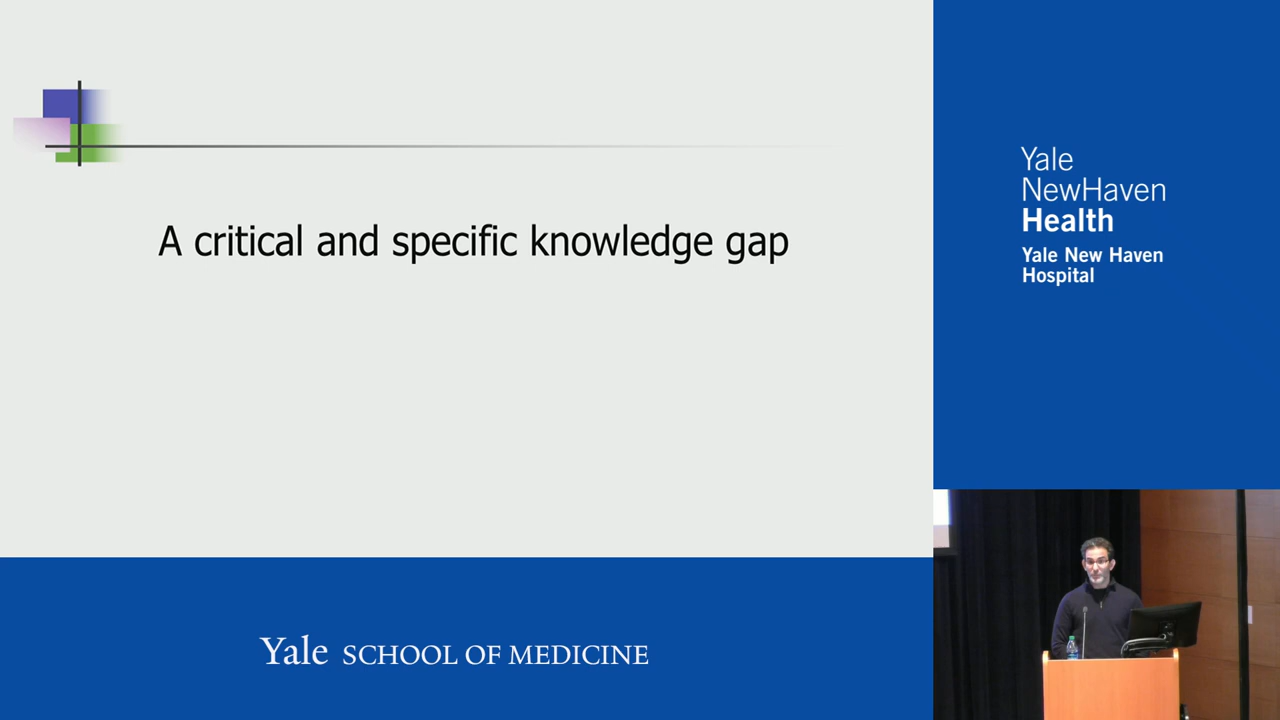 A critical and specific knowledge gap
Yale
NewHaven
Health
Yale New Haven
Hospital
Yale SCHOOL OF MEDICINE